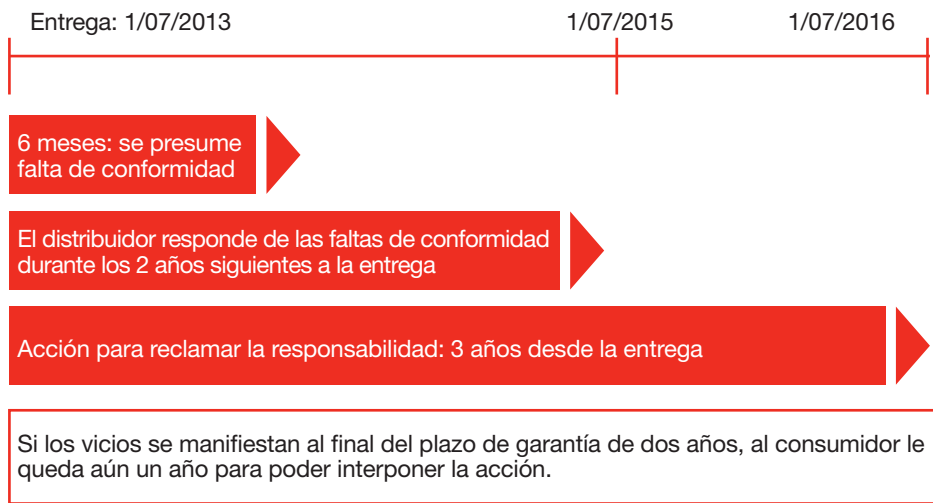 Entrega: 1/07/2013 1/07/2015 1/07/2016
6 meses: se presume
falta de conformidad
El distribuidor responde de las faltas de conformidad
durante los 2 años siguientes a la entrega
Acción para reclamar la responsabilidad: 3 años desde la entrega
Si los vicios se manifiestan al final del plazo de garantía de dos años, al consumidor le
queda aún un año para poder interponer la acción.